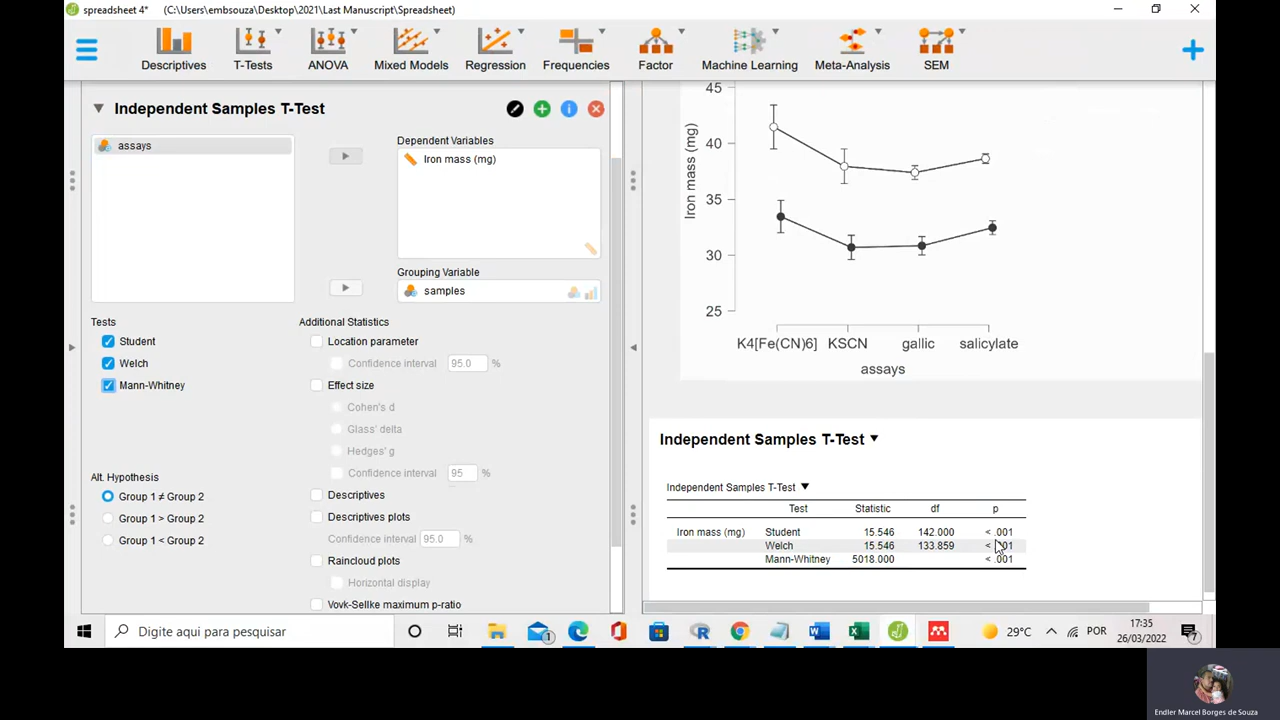 spreadsheet 4* (C:\Users\embsouza\Desktop\2021\Last Manuscript\Spreadsheet)
Descriptives T-Tests ANOVA Mixed Models Regression Frequencies Factor Machine Learning Meta-Analysis SEM
Independent Samples T-Test
assays
Dependent Variables
Iron mass (mg)
Grouping Variable
samples
Tests
Student
Welch
Mann-Whitney
Alt. Hypothesis
Group 1 ≠ Group 2
Group 1 > Group 2
Group 1 < Group 2
Additional Statistics
Location parameter
Confidence interval 95.0 %
Effect size
Cohen's d
Glass' delta
Hedges' g
Confidence interval 95 %
Descriptives
Descriptives plots
Confidence interval 95.0 %
Raincloud plots
Horizontal display
Vovk-Sellke maximum p-ratio
Iron mass (mg)
45
40
35
30
25
K4[Fe(CN)6] KSCN gallic salicylate
assays
Independent Samples T-Test
Independent Samples T-Test
Test Statistic df p
Iron mass (mg) Student 15.546 142.000 < .001
Welch 15.546 133.859 < .001
Mann-Whitney 5018.000 < .001
Digite aqui para pesquisar
29°C
POR
17:35
26/03/2022
7
1
Endler Marcel Borges de Souza